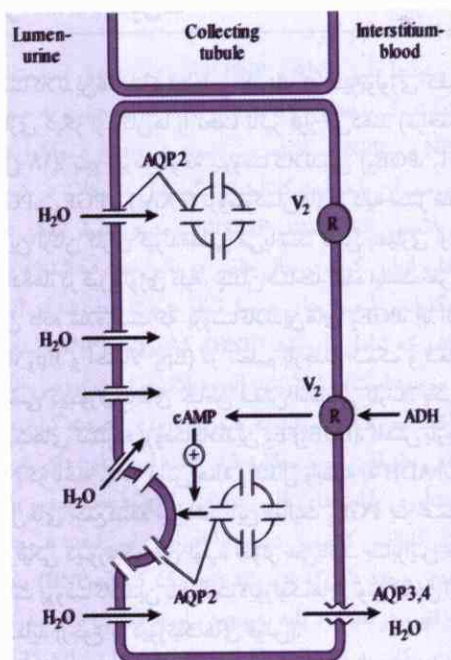 Lumen-
urine
Collecting
tubule
Interstitium-
blood
AQP2
H2O
V2
R
H2O
V2
cAMP
R
ADH
+
H2O
AQP2
AQP3,4
H2O
H2O